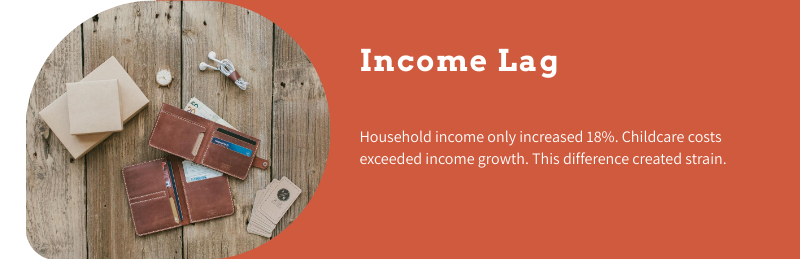 Income Lag
Household income only increased 18%. Childcare costs
exceeded income growth. This difference created strain.